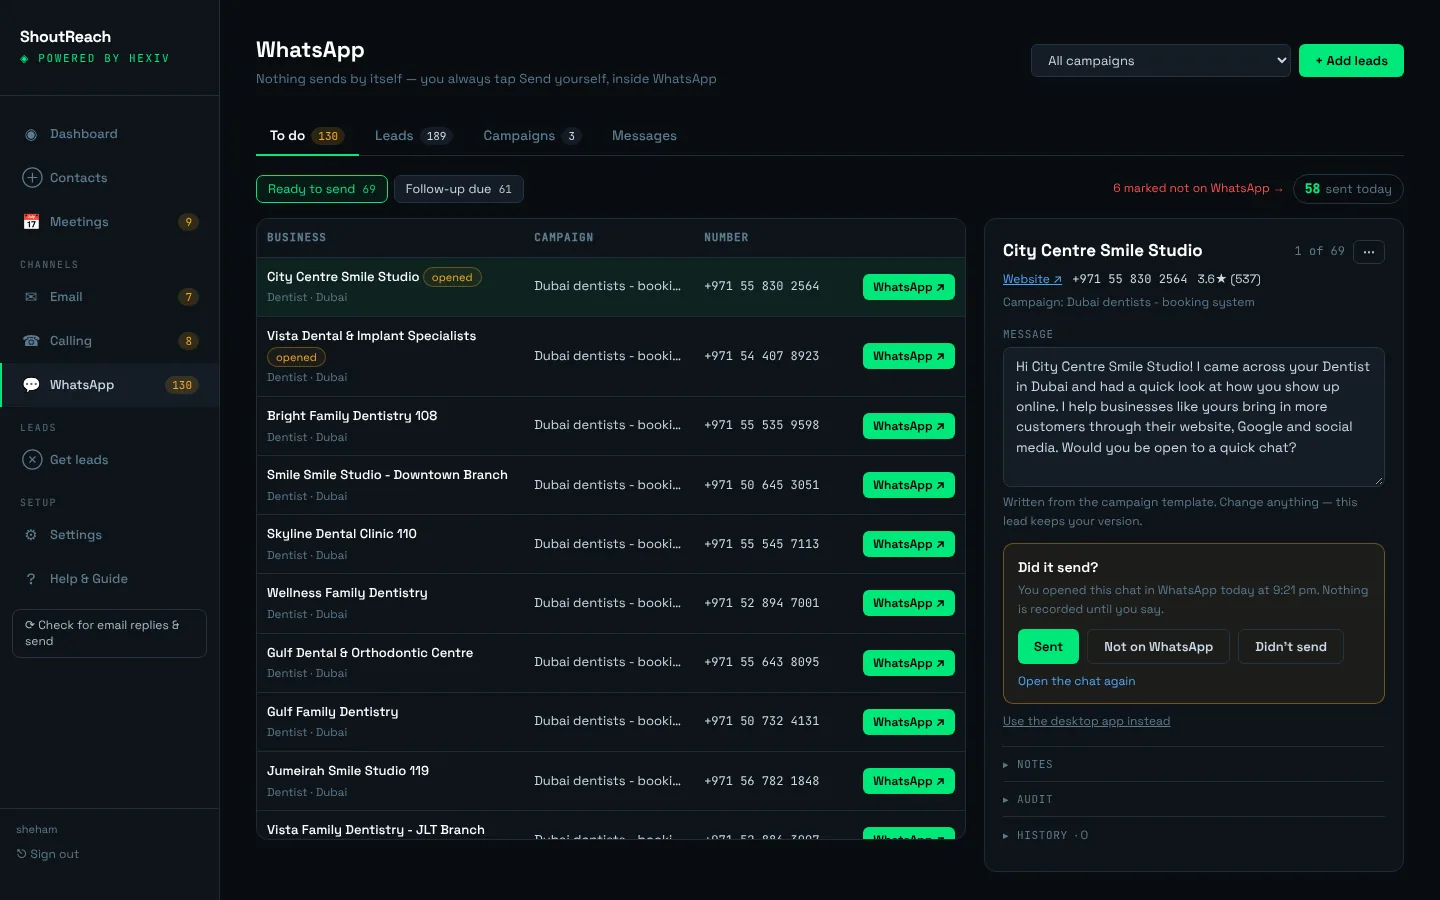 ShoutReach
◈ POWERED BY HEXIV
Dashboard
Contacts
Meetings 9
CHANNELS
Email 7
Calling 8
WhatsApp 130
LEADS
Get leads
SETUP
Settings
? Help & Guide
⟳ Check for email replies &
send
sheham
Sign out
WhatsApp
Nothing sends by itself — you always tap Send yourself, inside WhatsApp
All campaigns
+ Add leads
To do 130
Leads 189
Campaigns 3
Messages
Ready to send 69
Follow-up due 61
6 marked not on WhatsApp →
58 sent today
BUSINESS CAMPAIGN NUMBER
City Centre Smile Studio opened
Dentist · Dubai
Dubai dentists - booki... +971 55 830 2564 WhatsApp ↗
Vista Dental & Implant Specialists
opened
Dentist · Dubai
Dubai dentists - booki... +971 54 407 8923 WhatsApp ↗
Bright Family Dentistry 108
Dentist · Dubai
Dubai dentists - booki... +971 55 535 9598 WhatsApp ↗
Smile Smile Studio - Downtown Branch
Dentist · Dubai
Dubai dentists - booki... +971 50 645 3051 WhatsApp ↗
Skyline Dental Clinic 110
Dentist · Dubai
Dubai dentists - booki... +971 55 545 7113 WhatsApp ↗
Wellness Family Dentistry
Dentist · Dubai
Dubai dentists - booki... +971 52 894 7001 WhatsApp ↗
Gulf Dental & Orthodontic Centre
Dentist · Dubai
Dubai dentists - booki... +971 55 643 8095 WhatsApp ↗
Gulf Family Dentistry
Dentist · Dubai
Dubai dentists - booki... +971 50 732 4131 WhatsApp ↗
Jumeirah Smile Studio 119
Dentist · Dubai
Dubai dentists - booki... +971 56 782 1848 WhatsApp ↗
Vista Family Dentistry - JLT Branch
City Centre Smile Studio
1 of 69
...
Website ↗ +971 55 830 2564 3.6★ (537)
Campaign: Dubai dentists - booking system
MESSAGE
Hi City Centre Smile Studio! I came across your Dentist
in Dubai and had a quick look at how you show up
online. I help businesses like yours bring in more
customers through their website, Google and social
media. Would you be open to a quick chat?
Written from the campaign template. Change anything — this
lead keeps your version.
Did it send?
You opened this chat in WhatsApp today at 9:21 pm. Nothing
is recorded until you say.
Sent
Not on WhatsApp
Didn't send
Open the chat again
Use the desktop app instead
▸ NOTES
▸ AUDIT
▸ HISTORY · 0